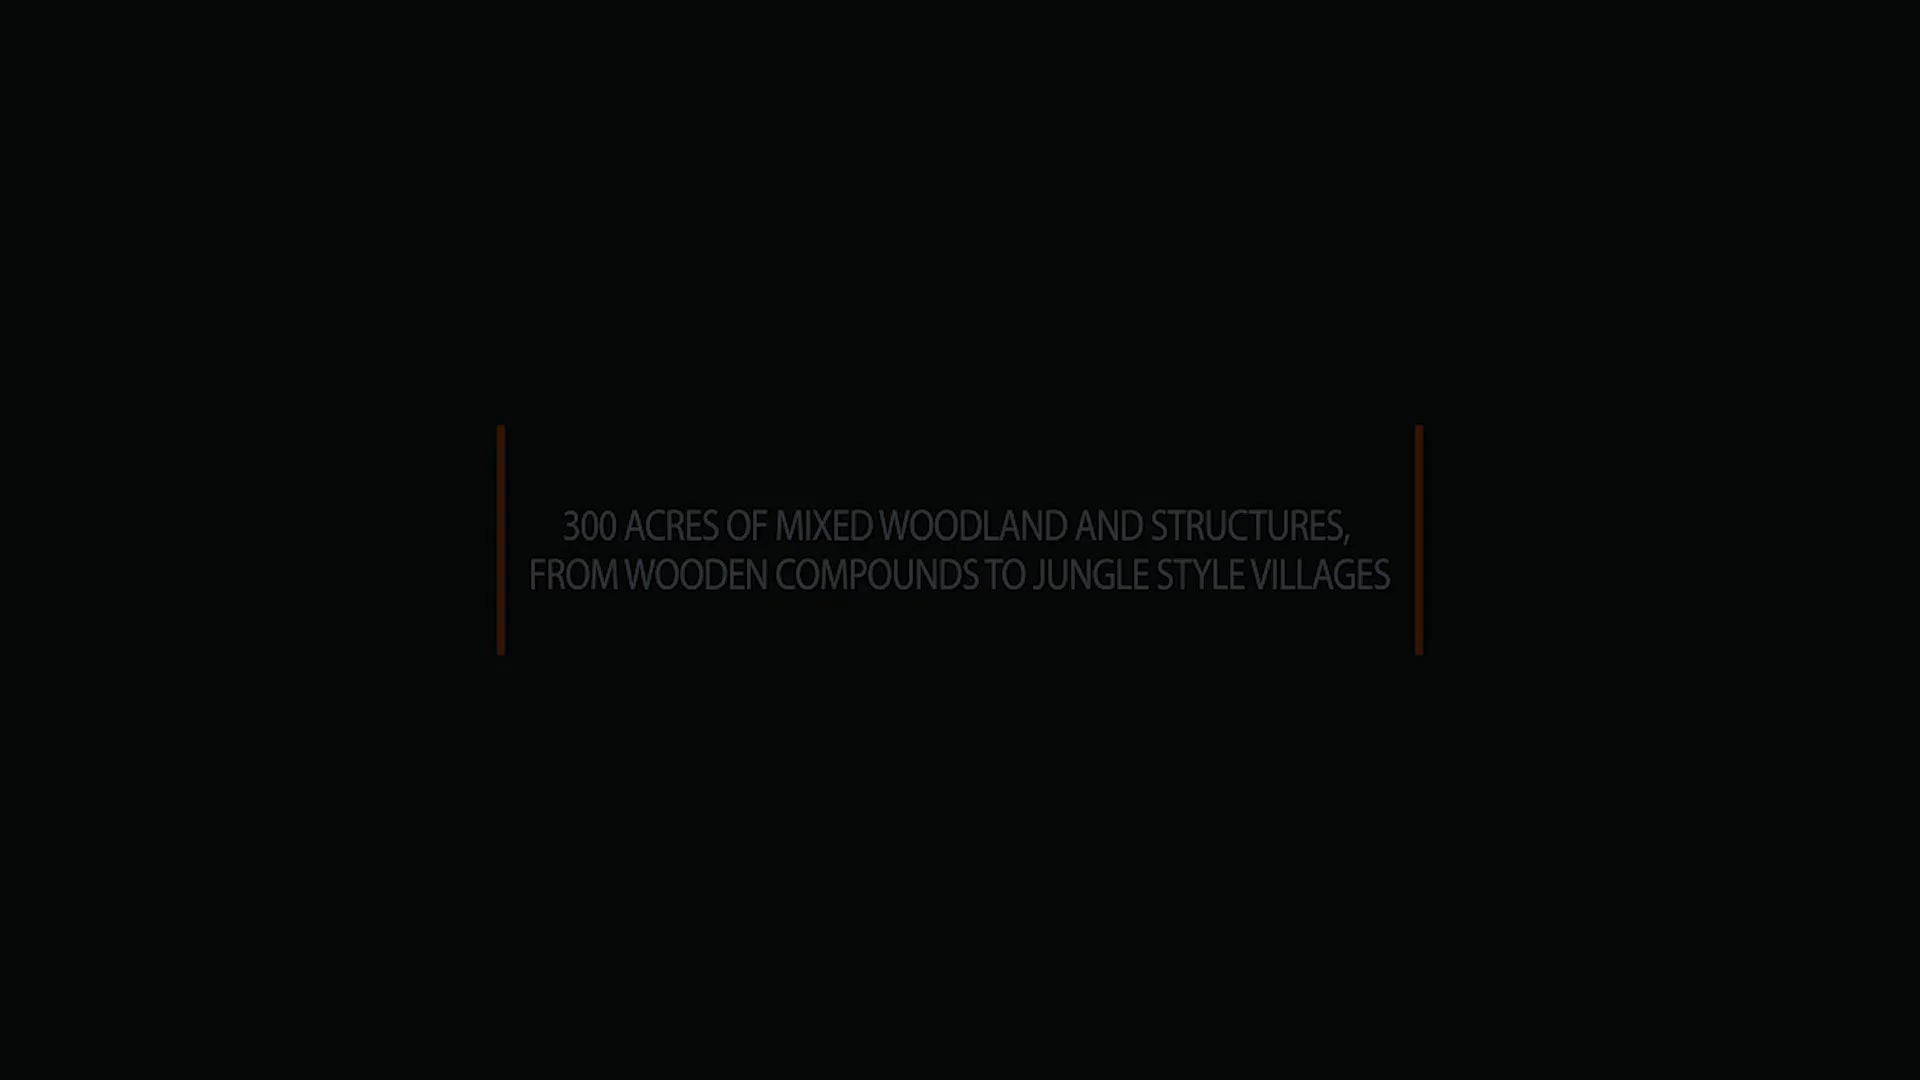 300 ACRES OF MIXED WOODLAND AND STRUCTURES,
FROM WOODEN COMPOUNDS TO JUNGLE STYLE VILLAGES